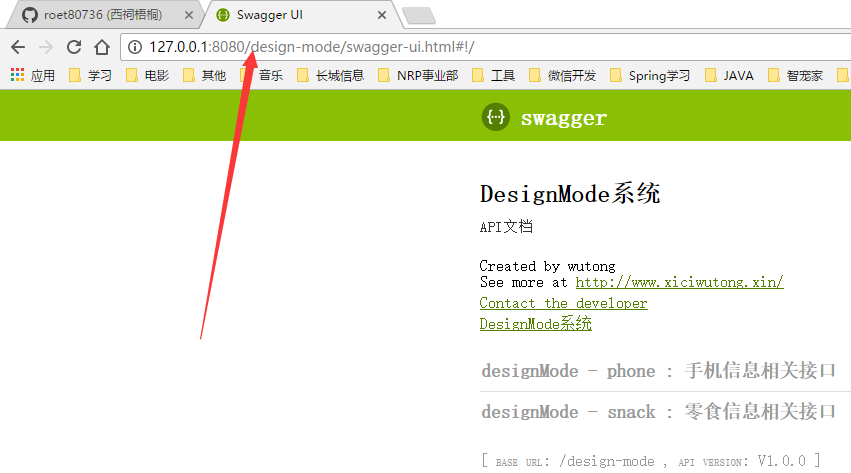 roet80736 (西祠梧桐)
Swagger UI
127.0.0.1:8080/design-mode/swagger-ui.html#!/
应用 学习 电影 其他 音乐 长城信息 NRP事业部 工具 微信开发 Spring学习 JAVA 智宠家
{··} swagger
DesignMode系统
API文档
Created by wutong
See more at http://www.xiciwutong.xin/
Contact the developer
DesignMode系统
designMode - phone : 手机信息相关接口
designMode - snack : 零食信息相关接口
[ BASE URL: /design-mode , API VERSION: V1.0.0 ]